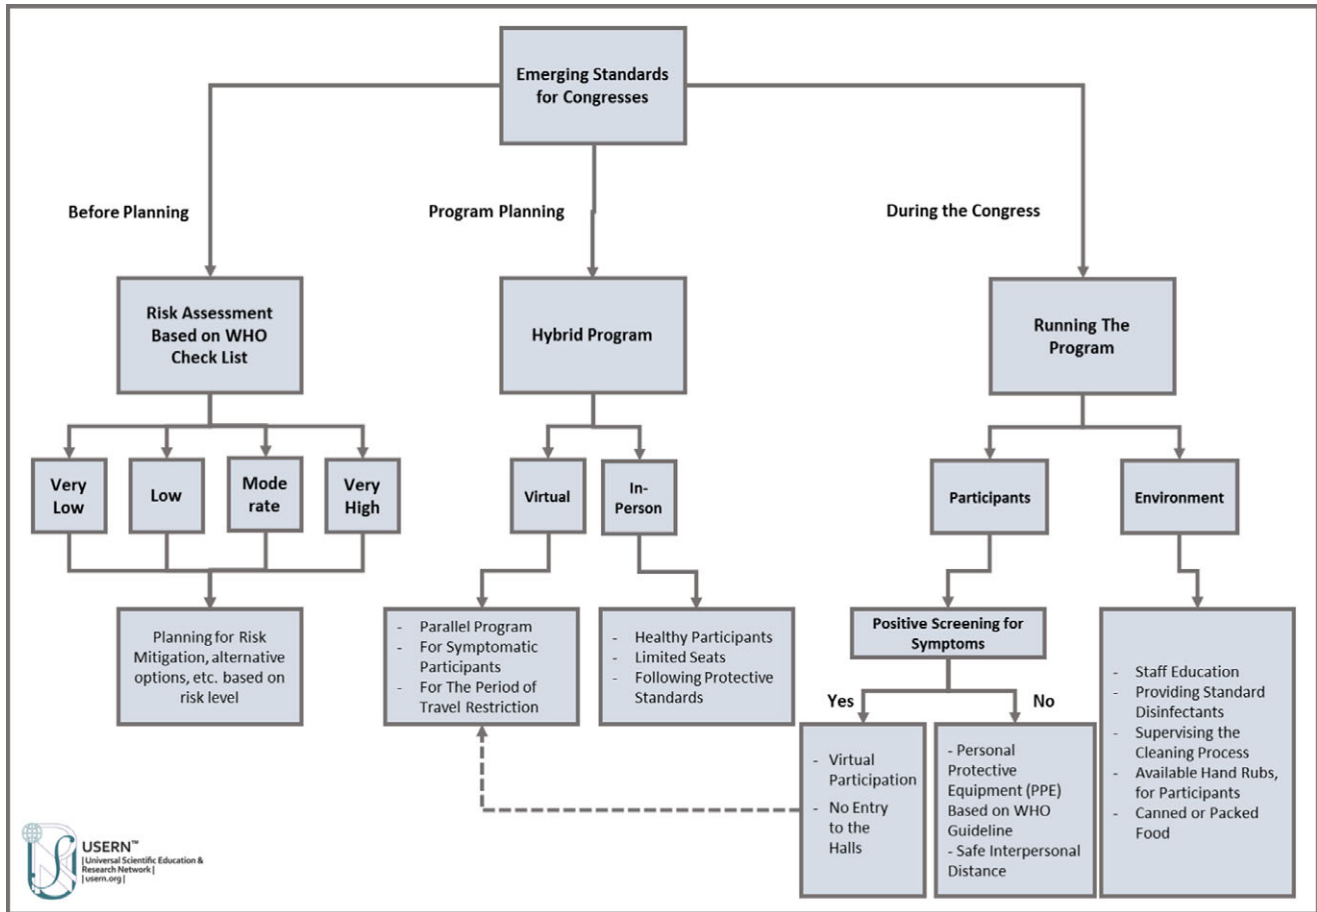 Emerging Standards
for Congresses
Before Planning
Program Planning
During the Congress
Risk Assessment
Based on WHO
Check List
Hybrid Program
Running The
Program
Very
Low
Low
Mode
rate
Very
High
Virtual
In-
Person
Participants
Environment
Planning for Risk
Mitigation, alternative
options, etc. based on
risk level
- Parallel Program
- For Symptomatic
Participants
- For The Period of
Travel Restriction
- Healthy Participants
- Limited Seats
- Following Protective
Standards
Positive Screening for
Symptoms
Yes
No
- Virtual
Participation
- No Entry
to the
Halls
- Personal
Protective
Equipment (PPE)
Based on WHO
Guideline
- Safe Interpersonal
Distance
- Staff Education
- Providing Standard
Disinfectants
- Supervising the
Cleaning Process
- Available Hand Rubs,
for Participants
- Canned or Packed
Food
USERN™
| Universal Scientific Education &
Research Network |
| usern.org |